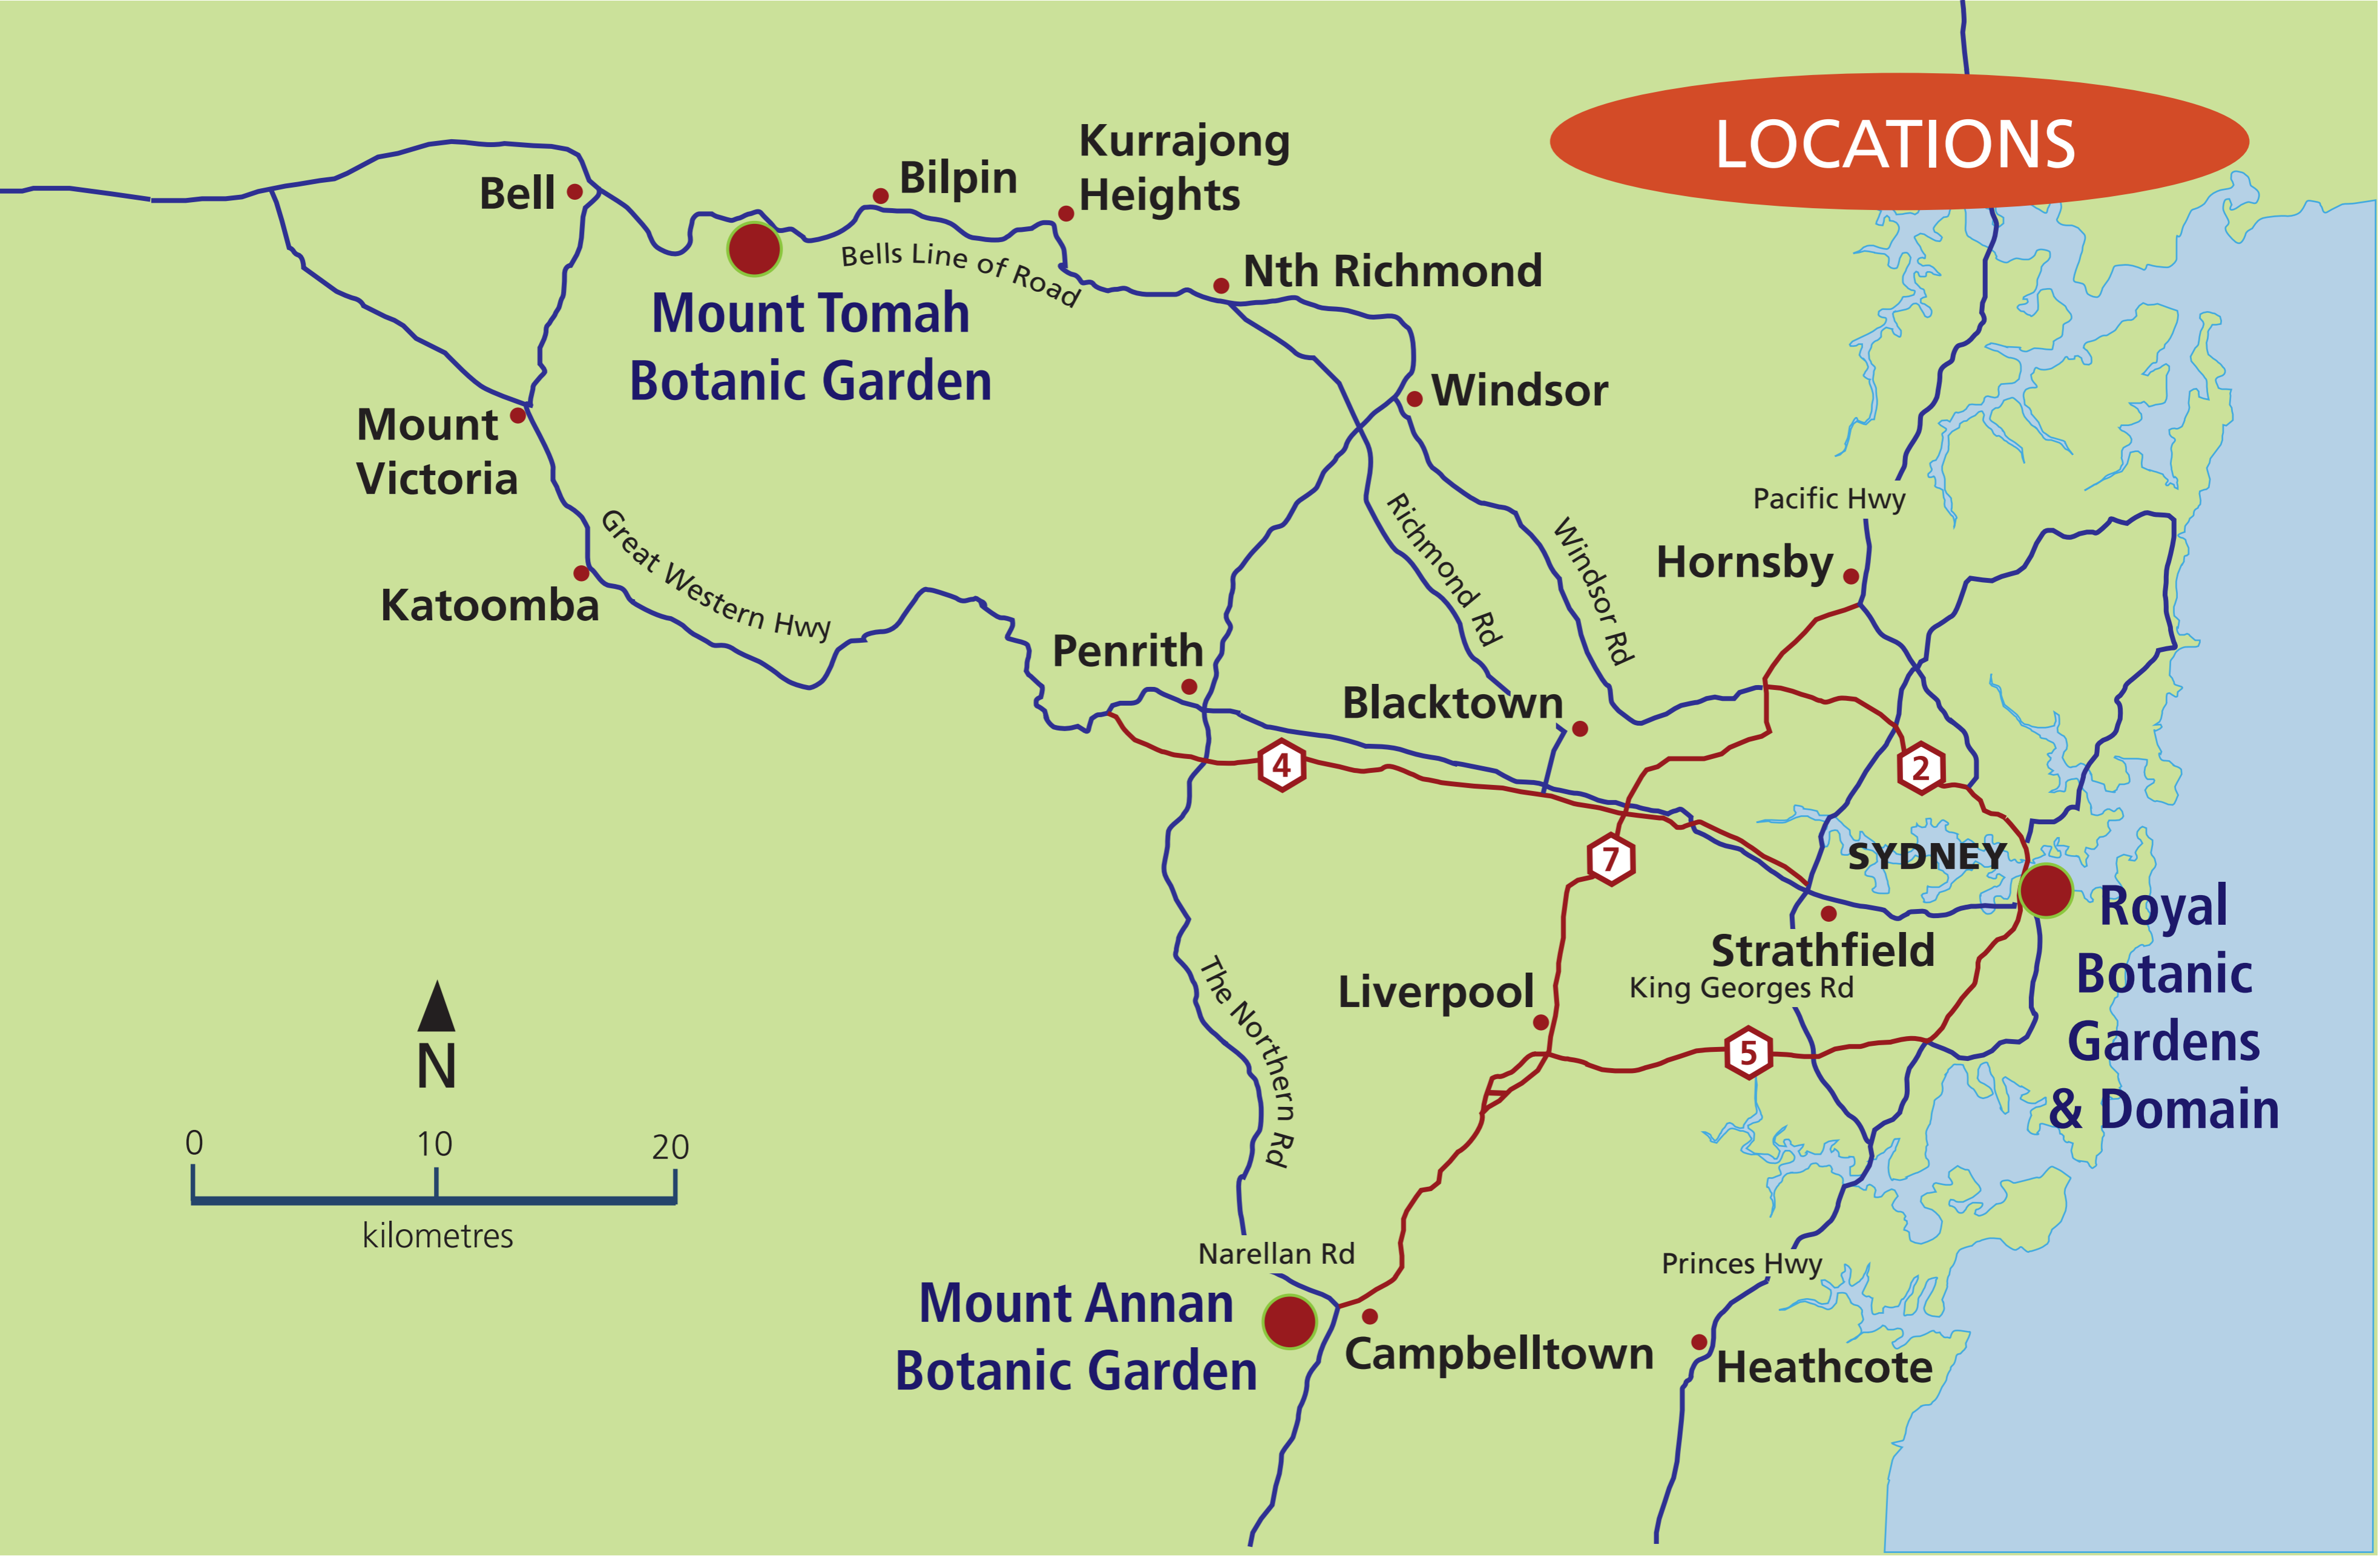 LOCATIONS
Kurrajong
Heights
Bilpin
Bell
Bells Line of Road
Nth Richmond
Mount Tomah
Botanic Garden
Windsor
Mount
Victoria
Pacific Hwy
Great Western Hwy
Richmond Rd
Windsor Rd
Hornsby
Katoomba
Penrith
Blacktown
4
2
7
SYDNEY
Royal
Botanic
Gardens
& Domain
Strathfield
King Georges Rd
Liverpool
The Northern Rd
5
N
0
10
20
kilometres
Narellan Rd
Princes Hwy
Mount Annan
Botanic Garden
Campbelltown
Heathcote